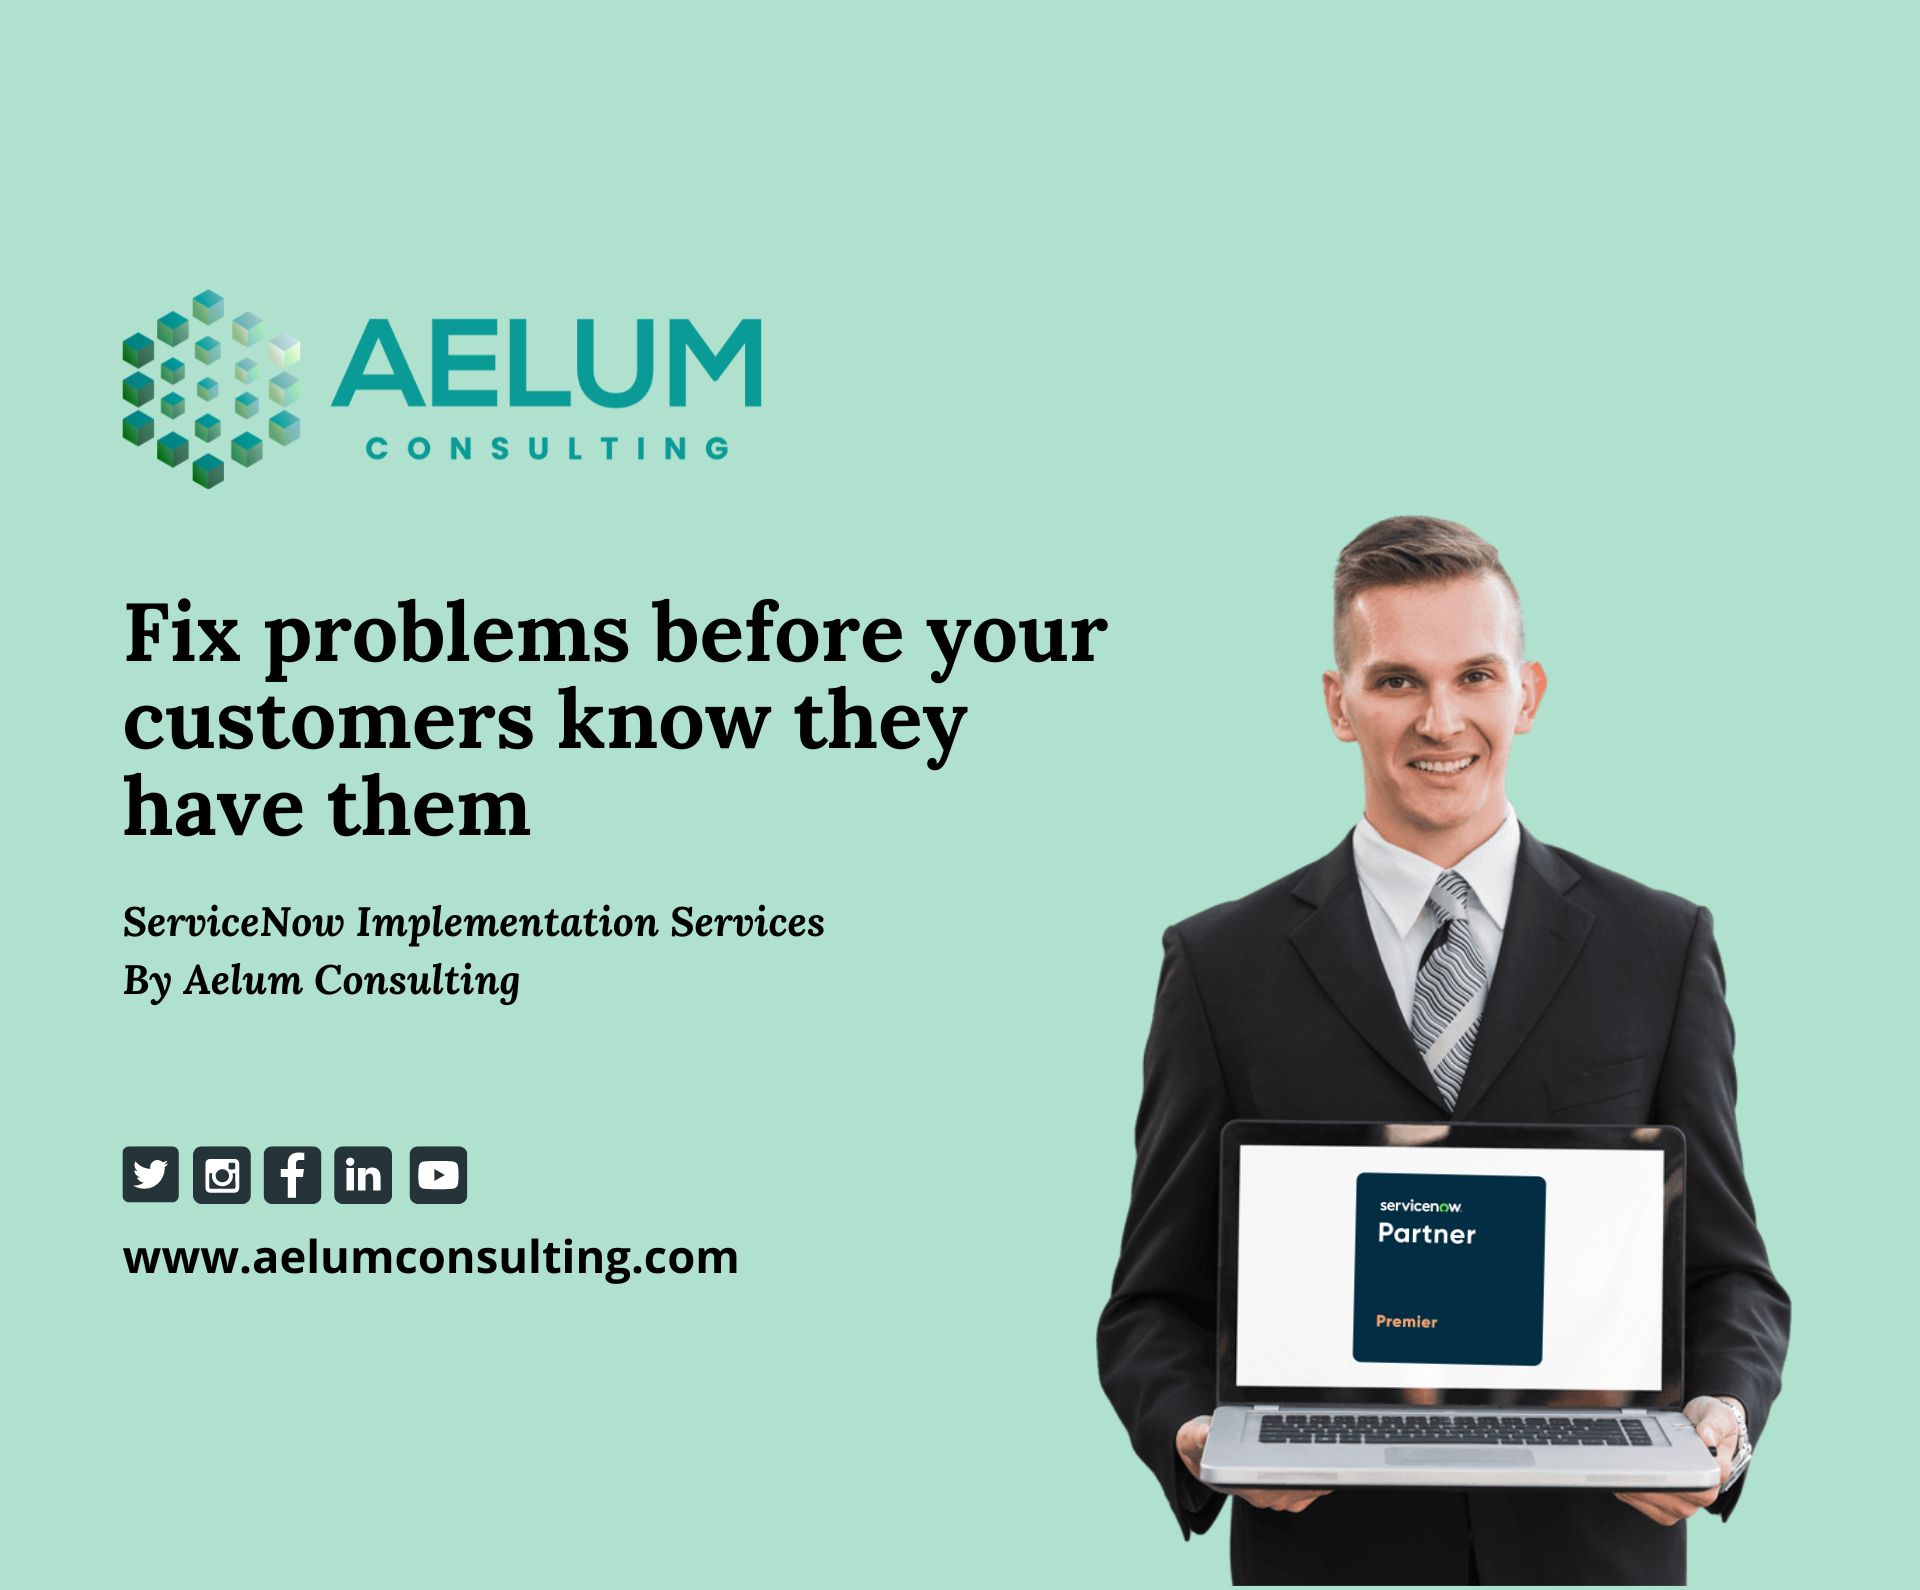 AELUM
CONSULTING
Fix problems before your
customers know they
have them
ServiceNow Implementation Services
By Aelum Consulting
www.aelumconsulting.com
servicenow
Partner
Premier